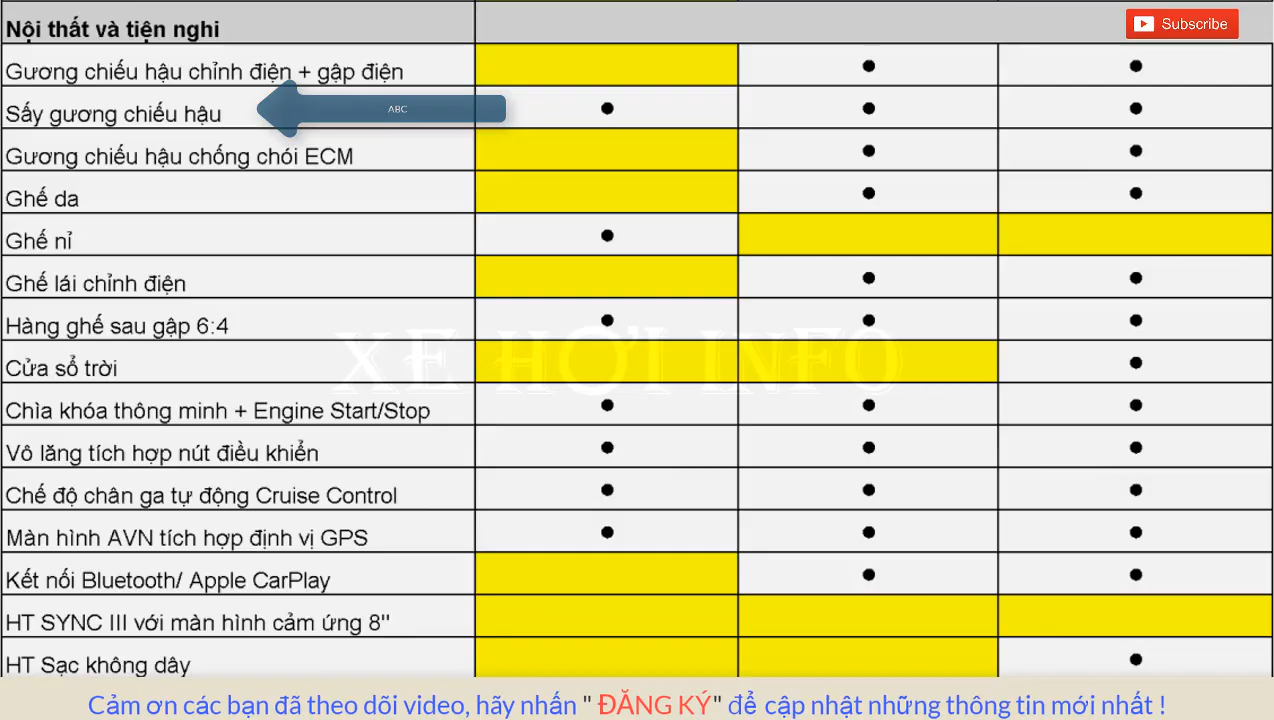 Nội thất và tiện nghi
Subscribe
Gương chiếu hậu chỉnh điện + gập điện
Sấy gương chiếu hậu
ABC
Gương chiếu hậu chống chói ECM
Ghế da
Ghế nỉ
Ghế lái chỉnh điện
Hàng ghế sau gập 6:4
XE HƠI INFO
Cửa sổ trời
Chìa khóa thông minh + Engine Start/Stop
Vô lăng tích hợp nút điều khiển
Chế độ chân ga tự động Cruise Control
Màn hình AVN tích hợp định vị GPS
Kết nối Bluetooth/ Apple CarPlay
HT SYNC III với màn hình cảm ứng 8"
HT Sạc không dây
Cảm ơn các bạn đã theo dõi video, hãy nhấn " ĐĂNG KÝ" để cập nhật những thông tin mới nhất !